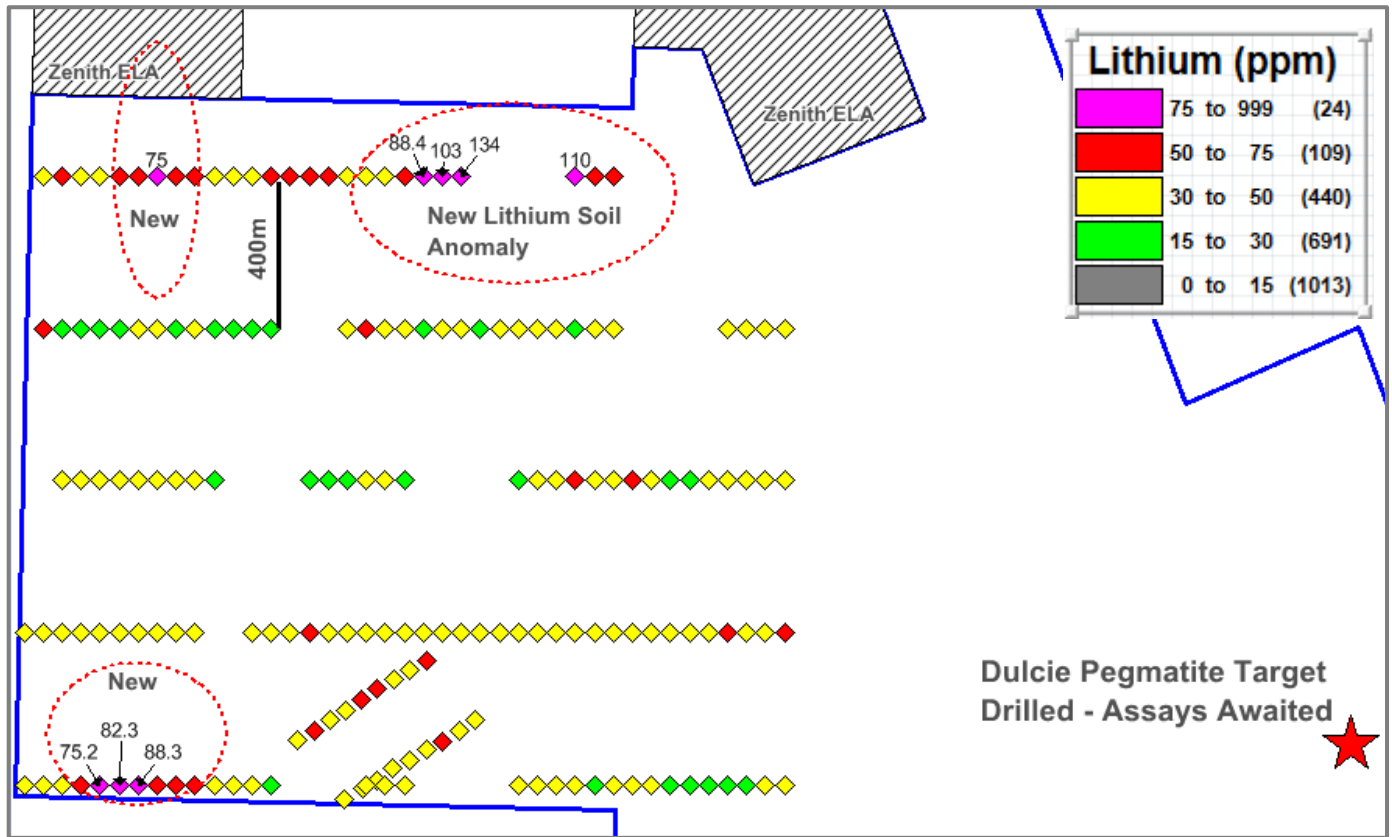 Zenith ELA
Zenith ELA
Lithium (ppm)
75 to 999 (24)
50 to 75 (109)
30 to 50 (440)
15 to 30 (691)
0 to 15 (1013)
75
88.4
103
134
110
New
New Lithium Soil
Anomaly
400m
New
82.3
75.2
88.3
Dulcie Pegmatite Target
Drilled - Assays Awaited